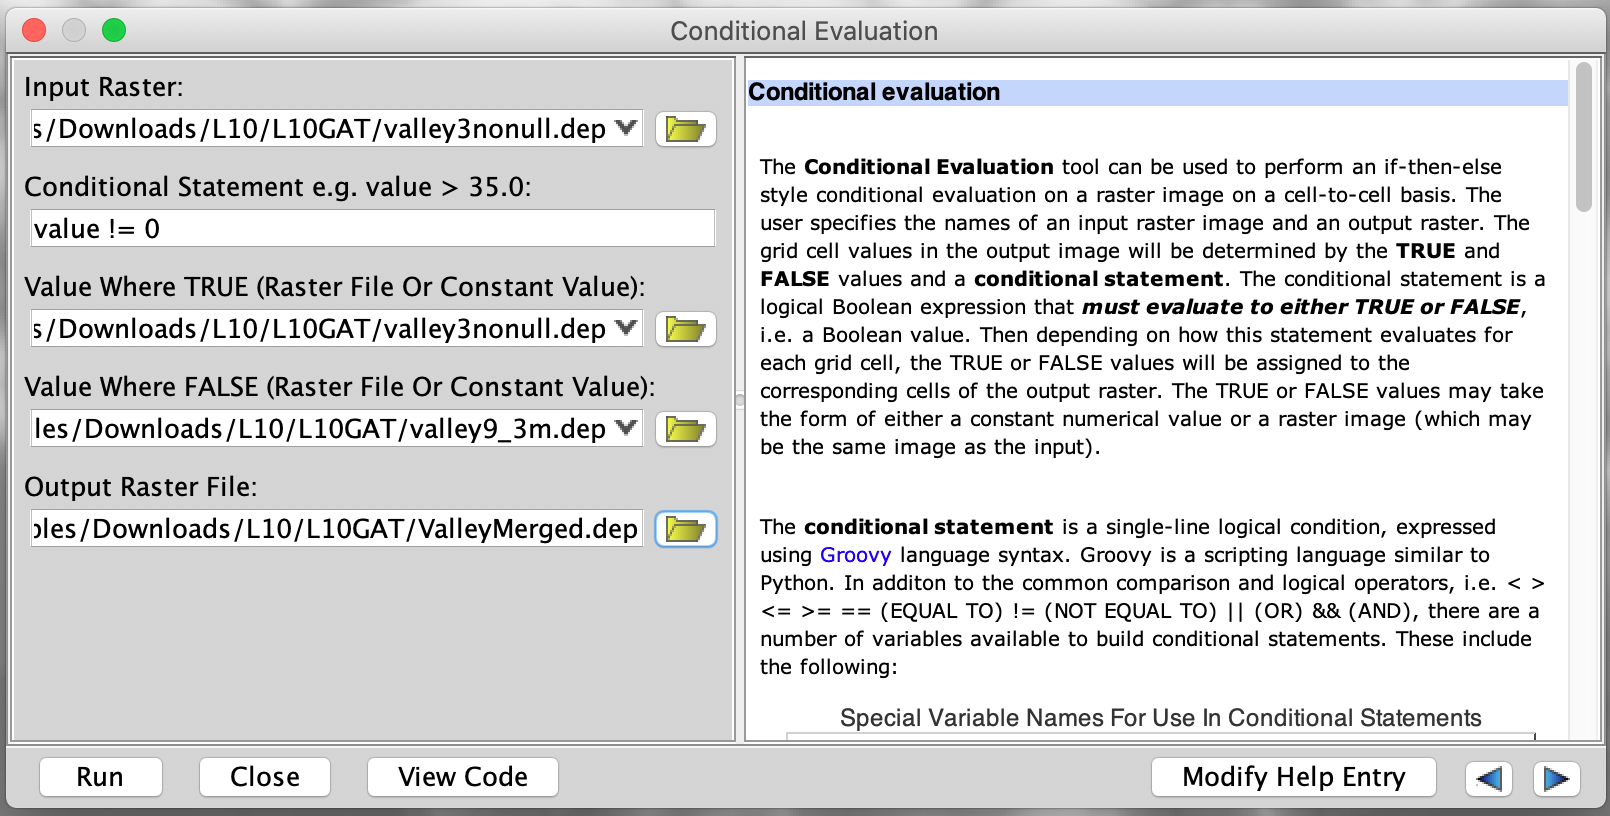 Conditional Evaluation
Input Raster:
s/Downloads/L10/L10GAT/valley3nonull.dep
Conditional Statement e.g. value > 35.0:
value != 0
Value Where TRUE (Raster File Or Constant Value):
s/Downloads/L10/L10GAT/valley3nonull.dep
Value Where FALSE (Raster File Or Constant Value):
les/Downloads/L10/L10GAT/valley9_3m.dep
Output Raster File:
ples/Downloads/L10/L10GAT/ValleyMerged.dep
Conditional evaluation
The Conditional Evaluation tool can be used to perform an if-then-else
style conditional evaluation on a raster image on a cell-to-cell basis. The
user specifies the names of an input raster image and an output raster. The
grid cell values in the output image will be determined by the TRUE and
FALSE values and a conditional statement. The conditional statement is a
logical Boolean expression that must evaluate to either TRUE or FALSE,
i.e. a Boolean value. Then depending on how this statement evaluates for
each grid cell, the TRUE or FALSE values will be assigned to the
corresponding cells of the output raster. The TRUE or FALSE values may take
the form of either a constant numerical value or a raster image (which may
be the same image as the input).
The conditional statement is a single-line logical condition, expressed
using Groovy language syntax. Groovy is a scripting language similar to
Python. In additon to the common comparison and logical operators, i.e. < >
<= >= == (EQUAL TO) != (NOT EQUAL TO) || (OR) && (AND), there are a
number of variables available to build conditional statements. These include
the following:
Special Variable Names For Use In Conditional Statements
Run
Close
View Code
Modify Help Entry